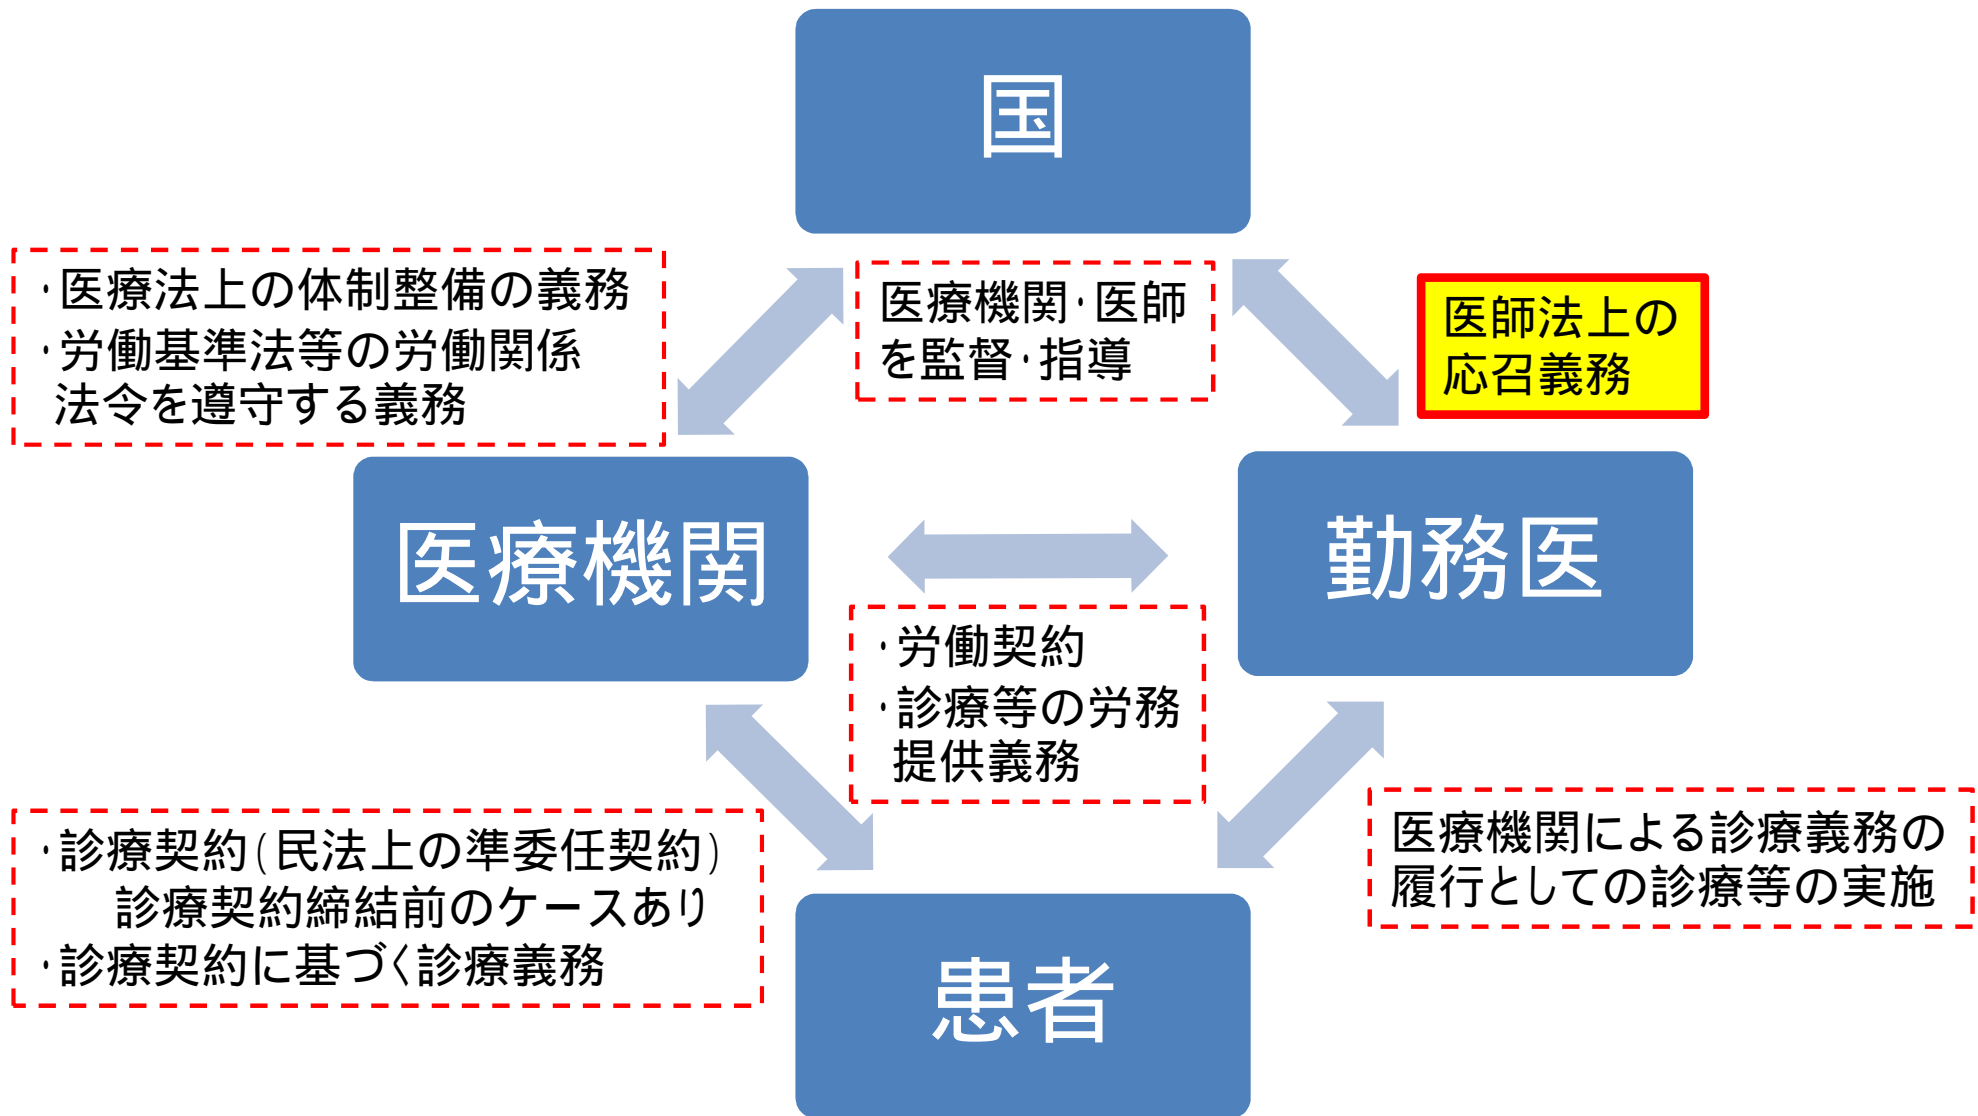 国
・医療法上の体制整備の義務
・労働基準法等の労働関係
法令を遵守する義務
医療機関・医師
を監督・指導
医師法上の
応召義務
医療機関
勤務医
・労働契約
・診療等の労務
提供義務
・診療契約(民法上の準委任契約)
診療契約締結前のケースあり
・診療契約に基づく診療義務
医療機関による診療義務の
履行としての診療等の実施
患者